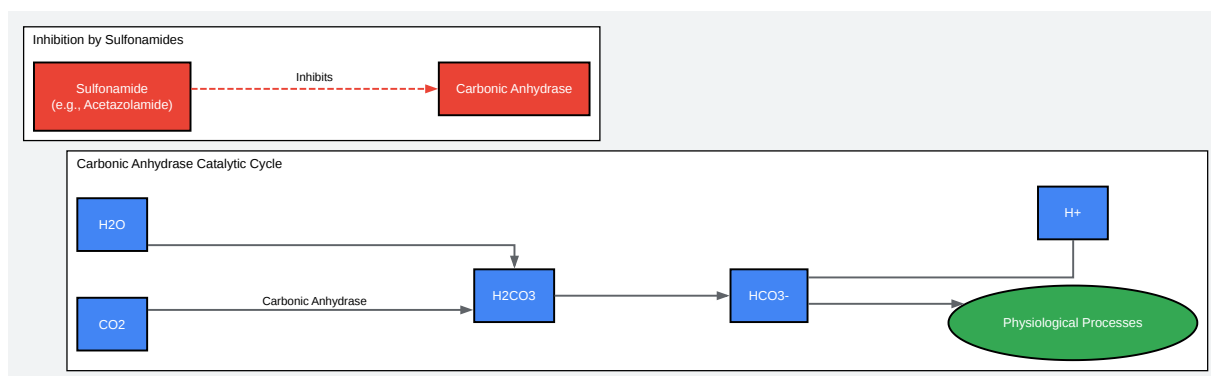 Inhibition by Sulfonamides
Sulfonamide
(e.g., Acetazolamide)
Inhibits
Carbonic Anhydrase
Carbonic Anhydrase Catalytic Cycle
H2O
H+
Carbonic Anhydrase
H2CO3
HCO3-
CO2
Physiological Processes